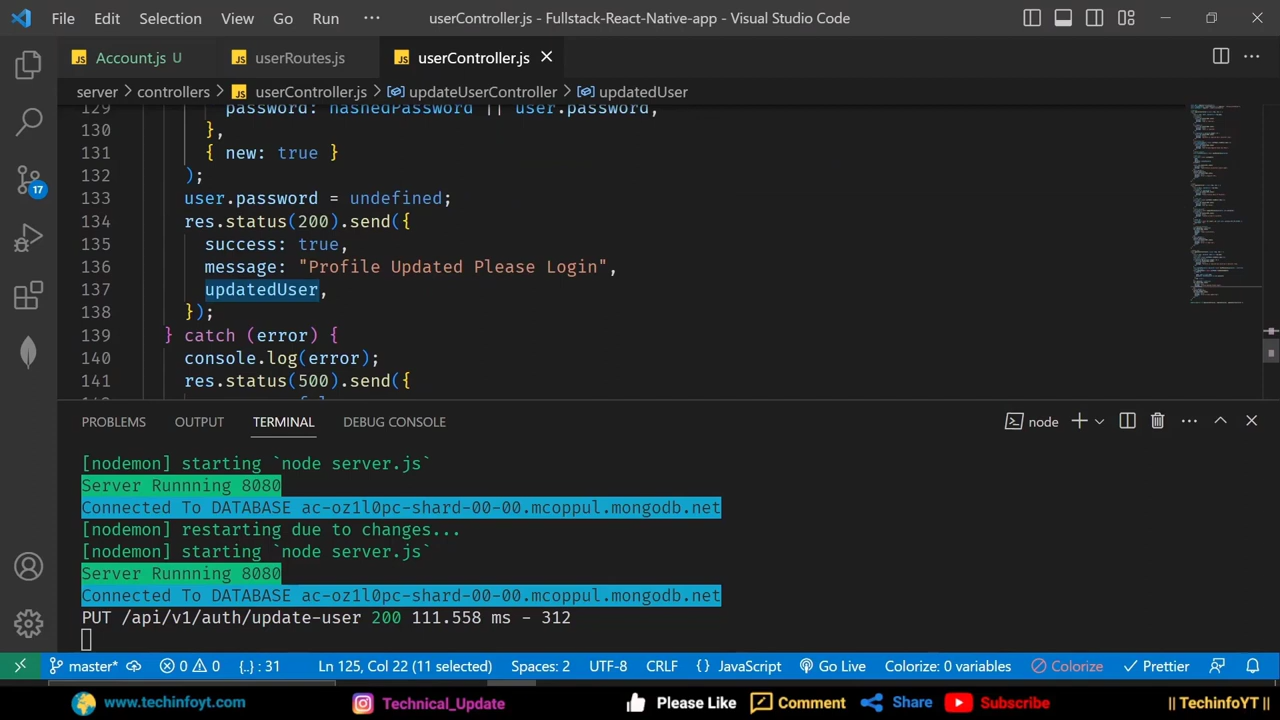 File Edit Selection View Go Run ··· userController.js - Fullstack-React-Native-app - Visual Studio Code
JS Account.js U JS userRoutes.js JS userController.js
server > controllers > JS userController.js > updateUserController > updatedUser
129 password: hashedPassword || user.password,
130 },
131 { new: true }
132 );
133 user.password = undefined;
134 res.status(200).send({
135 success: true,
136 message: "Profile Updated Please Login",
137 updatedUser,
138 });
139 } catch (error) {
140 console.log(error);
141 res.status(500).send({
17
PROBLEMS OUTPUT TERMINAL DEBUG CONSOLE node
[nodemon] starting `node server.js`
Server Runnning 8080
Connected To DATABASE ac-oz1l0pc-shard-00-00.mcoppul.mongodb.net
[nodemon] restarting due to changes...
[nodemon] starting `node server.js`
Server Runnning 8080
Connected To DATABASE ac-oz1l0pc-shard-00-00.mcoppul.mongodb.net
PUT /api/v1/auth/update-user 200 111.558 ms - 312
master* 0 0 {..} : 31 Ln 125, Col 22 (11 selected) Spaces: 2 UTF-8 CRLF {} JavaScript Go Live Colorize: 0 variables Colorize Prettier
www.techinfoyt.com Technical_Update Please Like Comment Share Subscribe || TechinfoYT ||